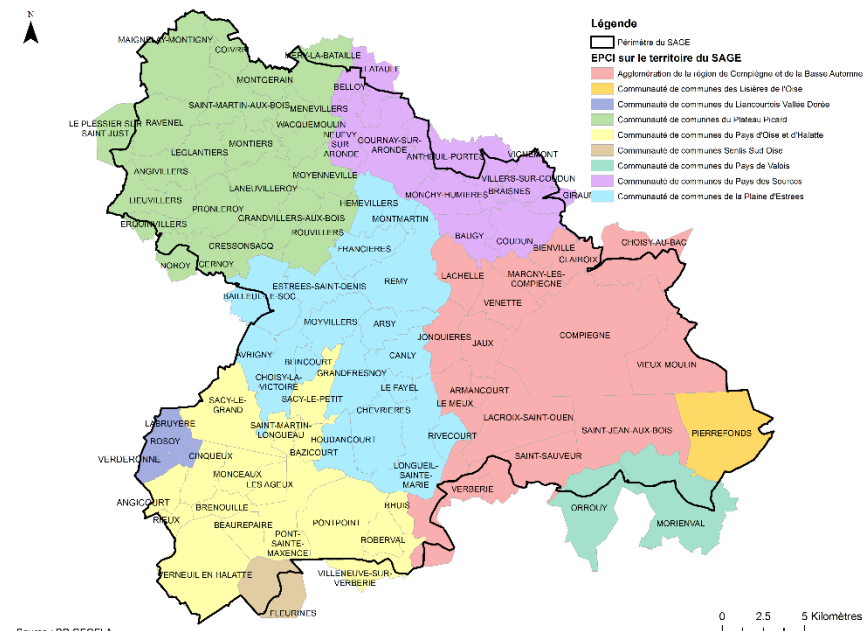 Légende
Périmètre du SAGE
EPCI sur le territoire du SAGE
Agglomération de la région de Compiègne et de la Basse Automne
Communauté de communes des Lisières de l'Oise
Communauté de communes du Liancourtois Vallée Dorée
Communauté de comunnes du Plateau Picard
Communauté de communes du Pays d'Oise et d'Halatte
Communauté de communes Senlis Sud Oise
Communauté de communes du Pays de Valois
Communauté de communes du Pays des Sources
Communauté de communes de la Plaine d'Estrees
N
MAIGNELAY-MONTIGNY
COIVRE
MERY-LA-BATAILLE
LATAULE
MONTGERAIN
BELLOY
SAINT-MARTIN-AUX-BOIS
MENEVILLERS
LE PLESSIER SUR
SAINT JUST
RAVENEL
WACQUEMOULIN
NEUFVY
SUR
ARONDE
GOURNAY-SUR-
ARONDE
MONTIERS
LEGLANTIERS
ANTHEUIL-PORTES
VIGNEMONT
ANGIVILLERS
MOYENNEVILLE
VILLERS-SUR-COUDUN
BRAISNES
LANEUVILLEROY
MONCHY-HUMIERES
GIRAUM
LIEUVILLERS
PRONLEROY
HEMEVILLERS
GRANDVILLERS-AUX-BOIS
MONTMARTIN
ERQUINVILLERS
ROUVILLERS
BAUGY
COUDUN
BIENVILLE
CHOISY-AU-BAC
CRESSONSACQ
FRANCIERES
CLAIROIX
NOROY
CERNOY
LACHELLE
MARGNY-LES-
COMPIEGNE
REMY
ESTREES-SAINT-DENIS
BAILLEUL-LE-SOC
VENETTE
MOYVILLERS
ARSY
JONQUIERES
JAUX
COMPIEGNE
AVRIGNY
BLINCOURT
CANLY
VIEUX MOULIN
CHOISY-LA-
VICTOIRE
GRANDFRESNOY
LE FAYEL
ARMANCOURT
SACY-LE-
GRAND
SACY-LE-PETIT
CHEVRIERES
LE MEUX
LACROIX-SAINT-OUEN
LABRUYERE
SAINT-MARTIN-
LONGUEAU
SAINT-JEAN-AUX-BOIS
PIERREFONDS
ROSOY
HOUDANCOURT
RIVECOURT
VERDERONNE
CINQUEUX
BAZICOURT
SAINT-SAUVEUR
MONCEAUX
LONGUEIL-
SAINTE-
MARIE
LES AGEUX
VERBERIE
ANGICOURT
BRENOUILLE
RHUIS
ORROUY
RIEUX
BEAUREPAIRE
PONTPOINT
MORIENVAL
PONT-
SAINTE-
MAXENCE
ROBERVAL
VERNEUIL EN HALATTE
VILLENEUVE-SUR-
VERBERIE
FLEURINES
0 2.5 5 Kilomètres